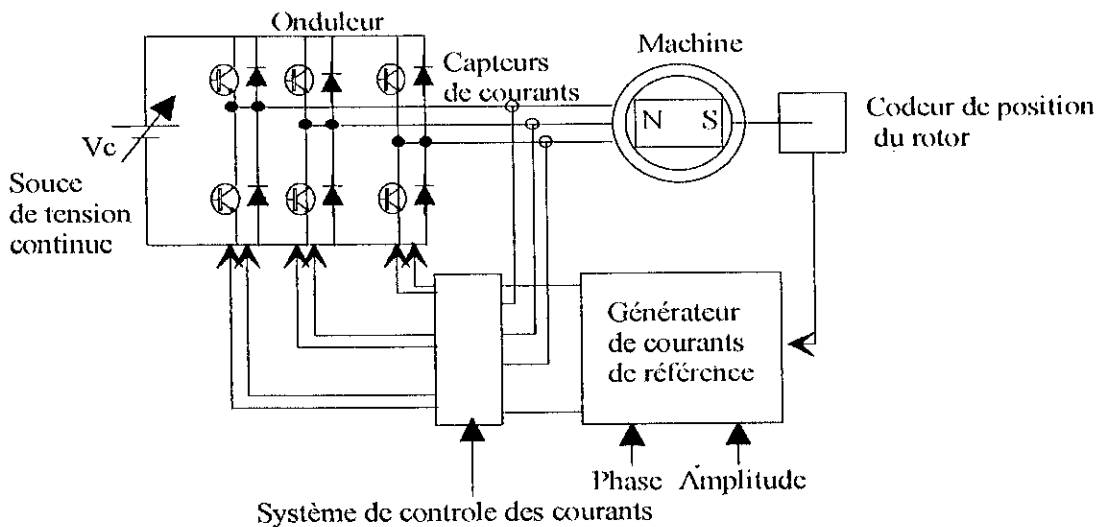 Onduleur
Machine
Capteurs
de courants
Codeur de position
du rotor
N S
Vc
Souce
de tension
continue
Générateur
de courants
de référence
Phase Amplitude
Système de controle des courants